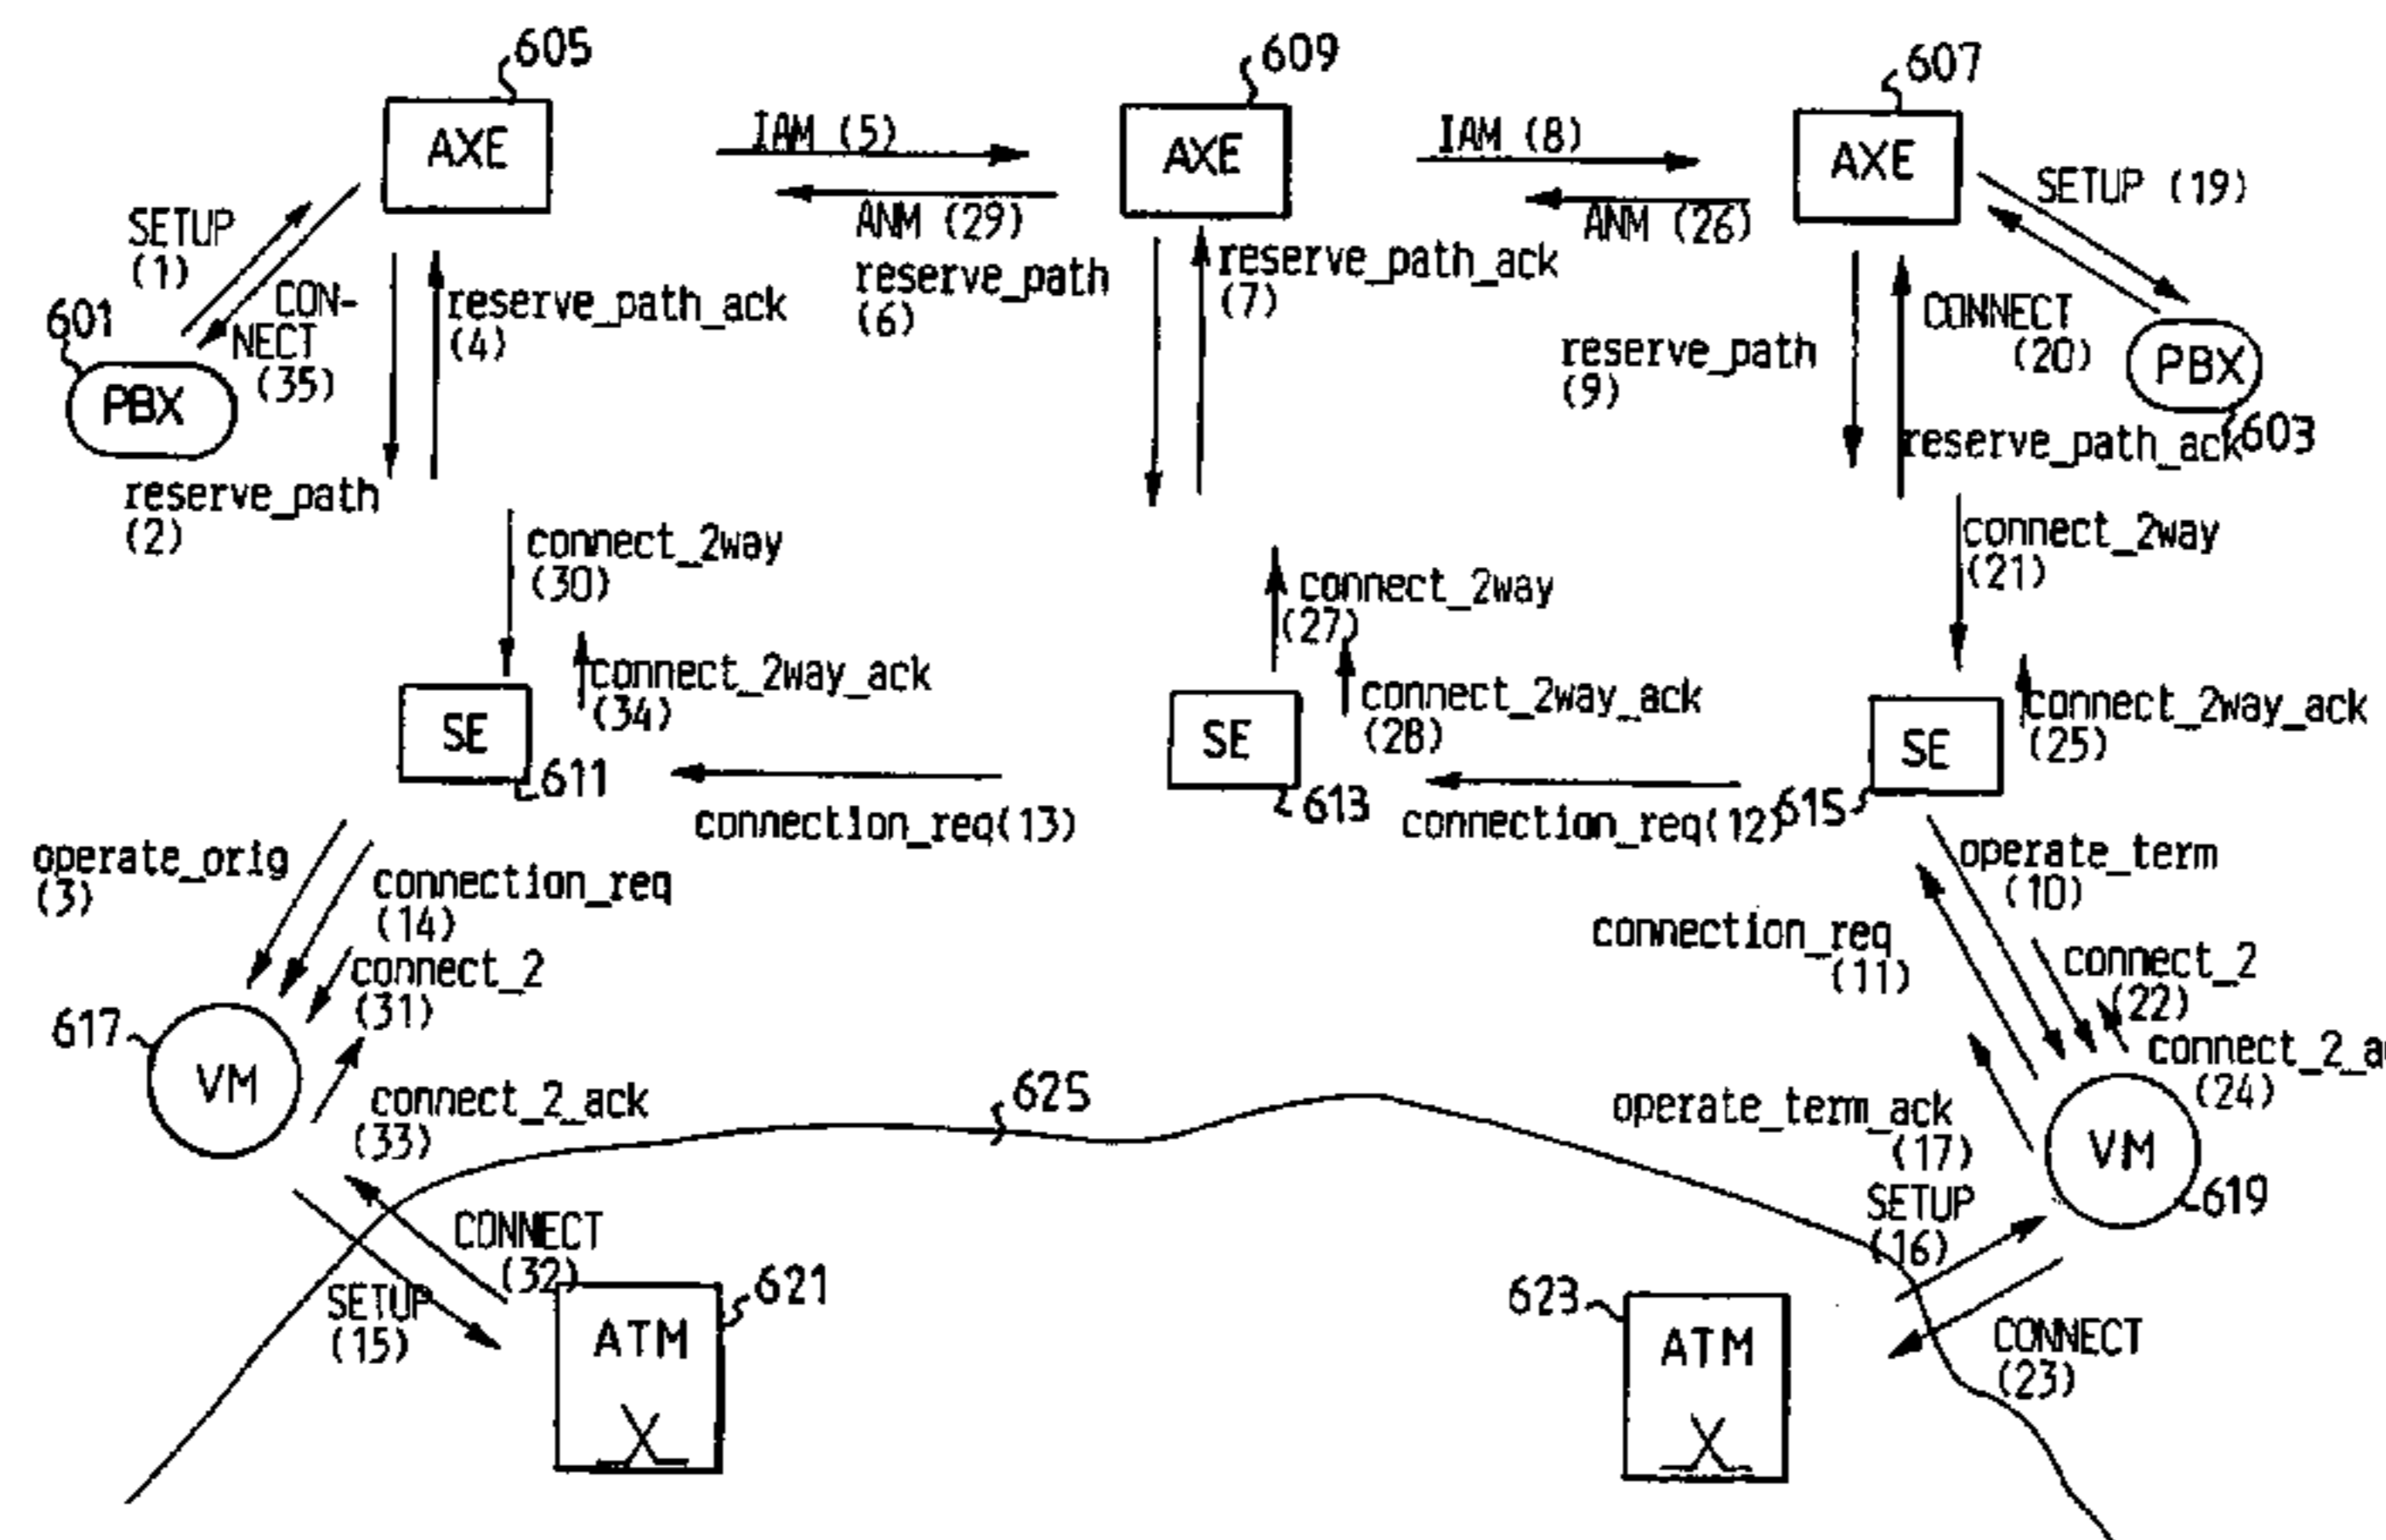 605
609
607
AXE
IAM (5)
AXE
IAM (8)
AXE
SETUP (19)
SETUP
(1)
ANM (29)
ANM (26)
CON-
NECT
(35)
reserve_path_ack
(4)
reserve_path
(6)
reserve_path_ack
(7)
CONNECT
(20)
601
PBX
reserve_path
(9)
PBX
603
reserve_path_ack
reserve_path
(2)
connect_2way
(30)
connect_2way
(27)
connect_2way
(21)
connect_2way_ack
(34)
connect_2way_ack
(28)
connect_2way_ack
(25)
SE
611
SE
613
SE
615
connection_req(13)
connection_req(12)
operate_orig
(3)
connection_req
(14)
operate_term
(10)
connection_req
(11)
connect_2
(31)
connect_2
(22)
617
VM
connect_2_ack
(33)
625
operate_term_ack
(17)
connect_2_a
(24)
VM
619
CONNECT
(32)
SETUP
(16)
SETUP
(15)
621
ATM
623
ATM
CONNECT
(23)